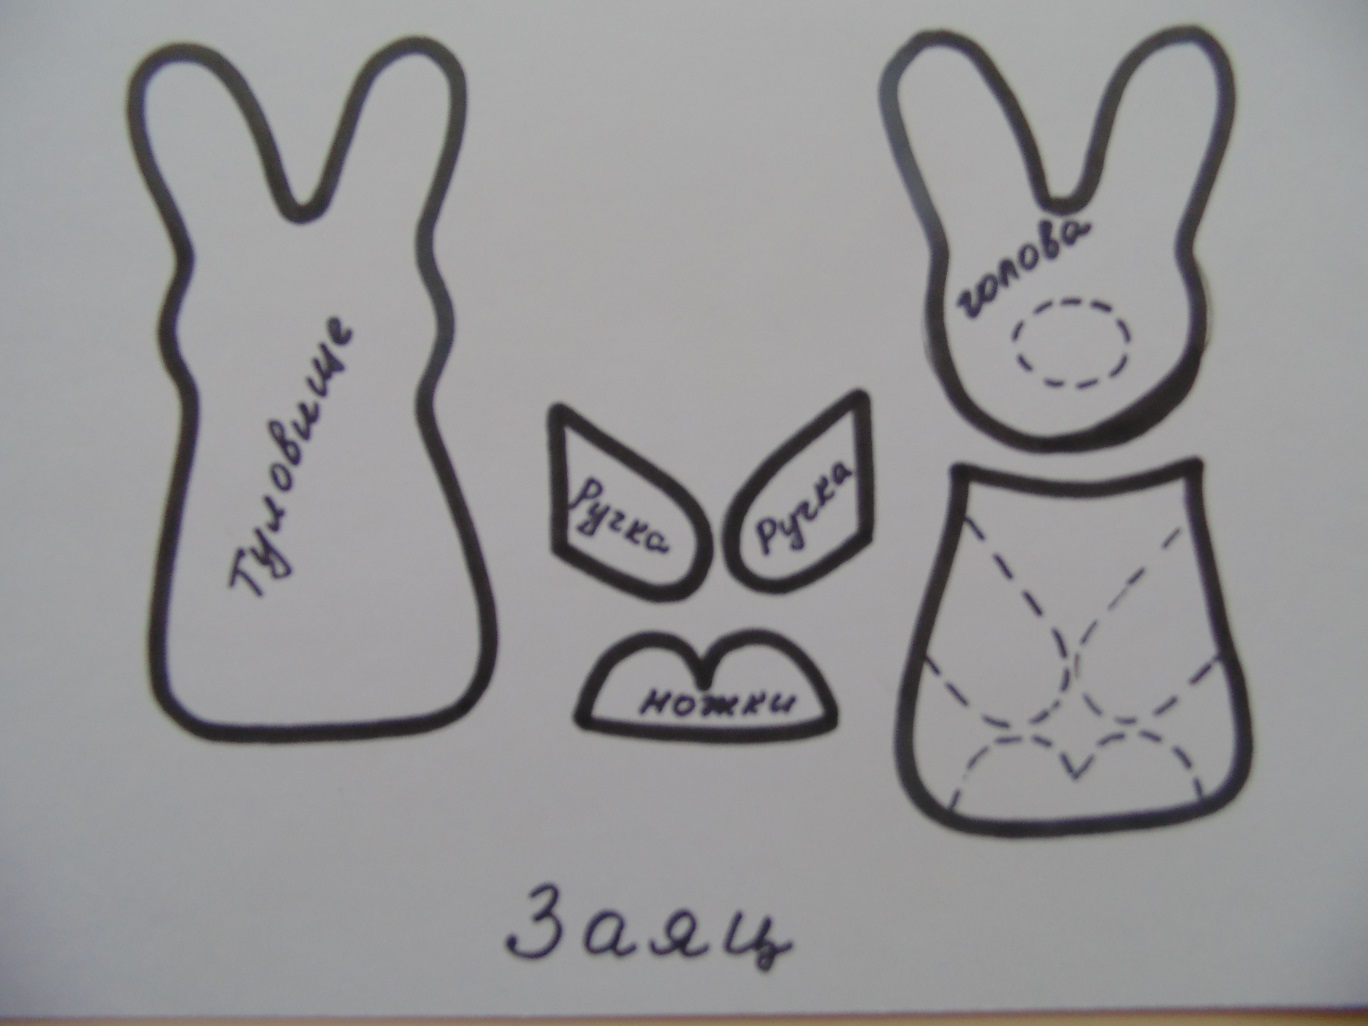 Туловище
голова
Ручка
Ручка
ножки
Заяц